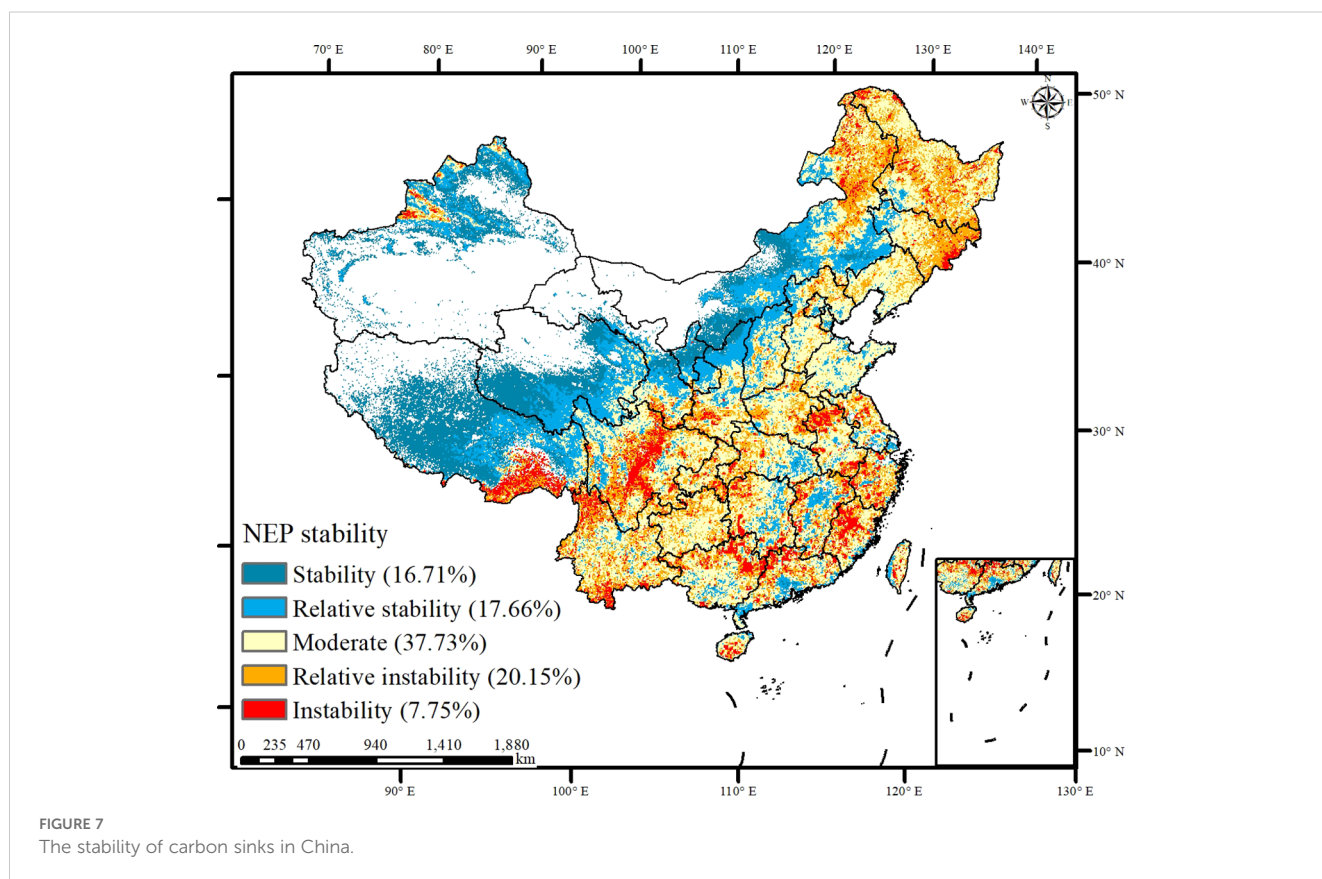 70° E 80° E 90° E 100° E 110° E 120° E 130° E 140° E
N
W E
S
50° N
40° N
30° N
20° N
10° N
NEP stability
Stability (16.71%)
Relative stability (17.66%)
Moderate (37.73%)
Relative instability (20.15%)
Instability (7.75%)
0 235 470 940 1,410 1,880
km
90° E 100° E 110° E 120° E 130° E
FIGURE 7
The stability of carbon sinks in China.